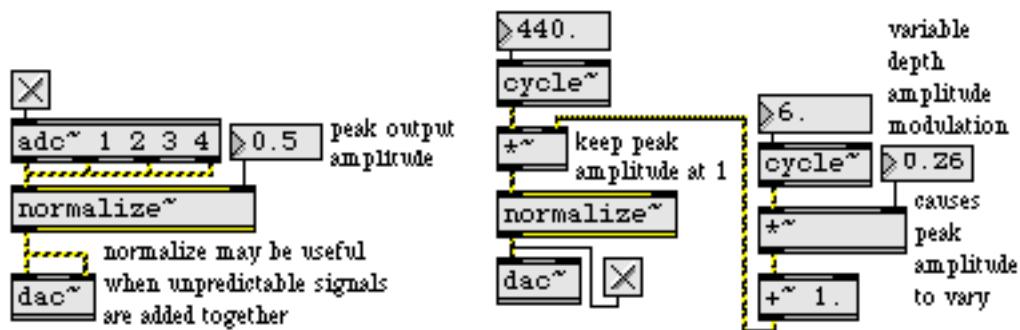 adc~ 1 2 3 4
0.5
peak output
amplitude
normalize~
normalize may be useful
when unpredictable signals
are added together
dac~
440.
cycle~
*~
keep peak
amplitude at 1
normalize~
dac~
variable
depth
amplitude
modulation
6.
cycle~
0.26
*~
causes
peak
amplitude
to vary
+~ 1.